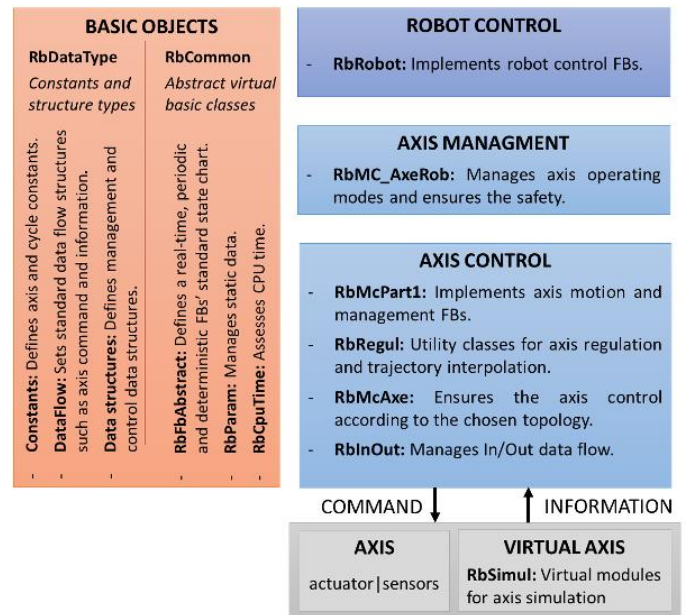 BASIC OBJECTS
RbDataType
Constants and
structure types
- Constants: Defines axis and cycle constants.
- DataFlow: Sets standard data flow structures
such as axis command and information.
- Data structures: Defines management and
control data structures.
RbCommon
Abstract virtual
basic classes
- RbFbAbstract: Defines a real-time, periodic
and deterministic FBs' standard state chart.
- RbParam: Manages static data.
- RbCpuTime: Assesses CPU time.
ROBOT CONTROL
- RbRobot: Implements robot control FBs.
AXIS MANAGMENT
- RbMC_AxeRob: Manages axis operating
modes and ensures the safety.
AXIS CONTROL
- RbMcPart1: Implements axis motion and
management FBs.
- RbRegul: Utility classes for axis regulation
and trajectory interpolation.
- RbMcAxe: Ensures the axis control
according to the chosen topology.
- RbInOut: Manages In/Out data flow.
COMMAND
INFORMATION
AXIS
actuator|sensors
VIRTUAL AXIS
RbSimul: Virtual modules
for axis simulation